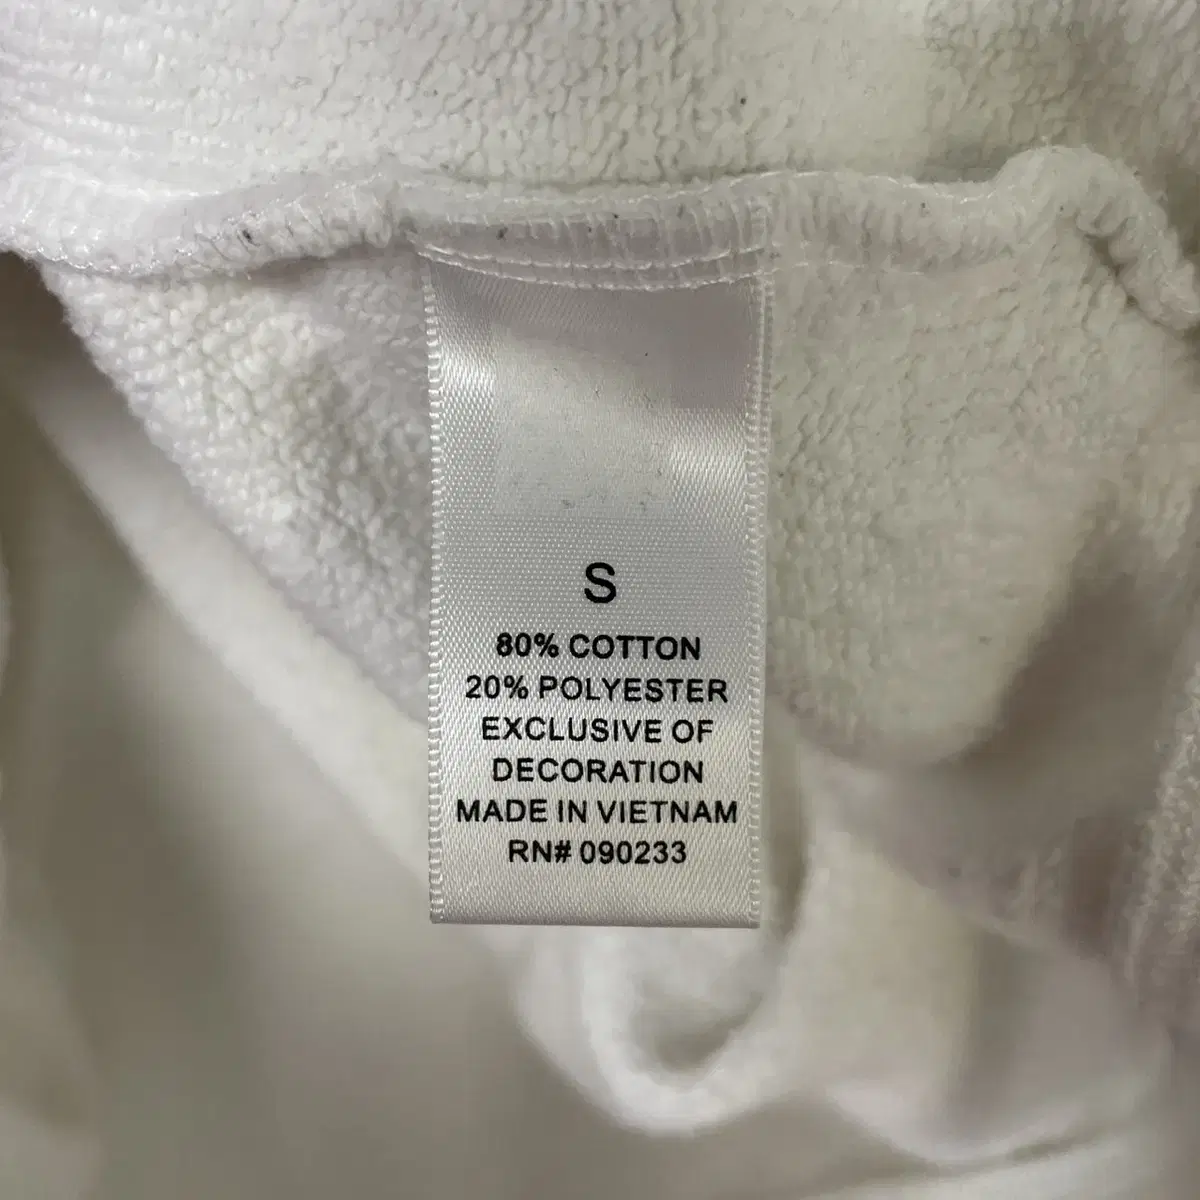 S
80% COTTON
20% POLYESTER
EXCLUSIVE OF
DECORATION
MADE IN VIETNAM
RN# 090233